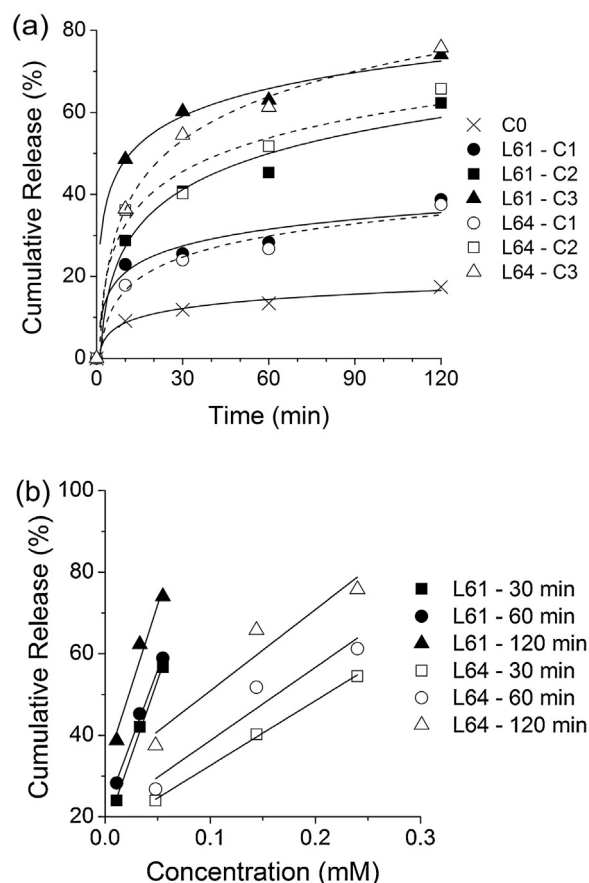 (a)
80
60
40
20
0
Cumulative Release (%)
0 30 60 90 120
Time (min)
C0
L61 - C1
L61 - C2
L61 - C3
L64 - C1
L64 - C2
L64 - C3
(b)
100
80
60
40
20
Cumulative Release (%)
0.0 0.1 0.2 0.3
Concentration (mM)
L61 - 30 min
L61 - 60 min
L61 - 120 min
L64 - 30 min
L64 - 60 min
L64 - 120 min